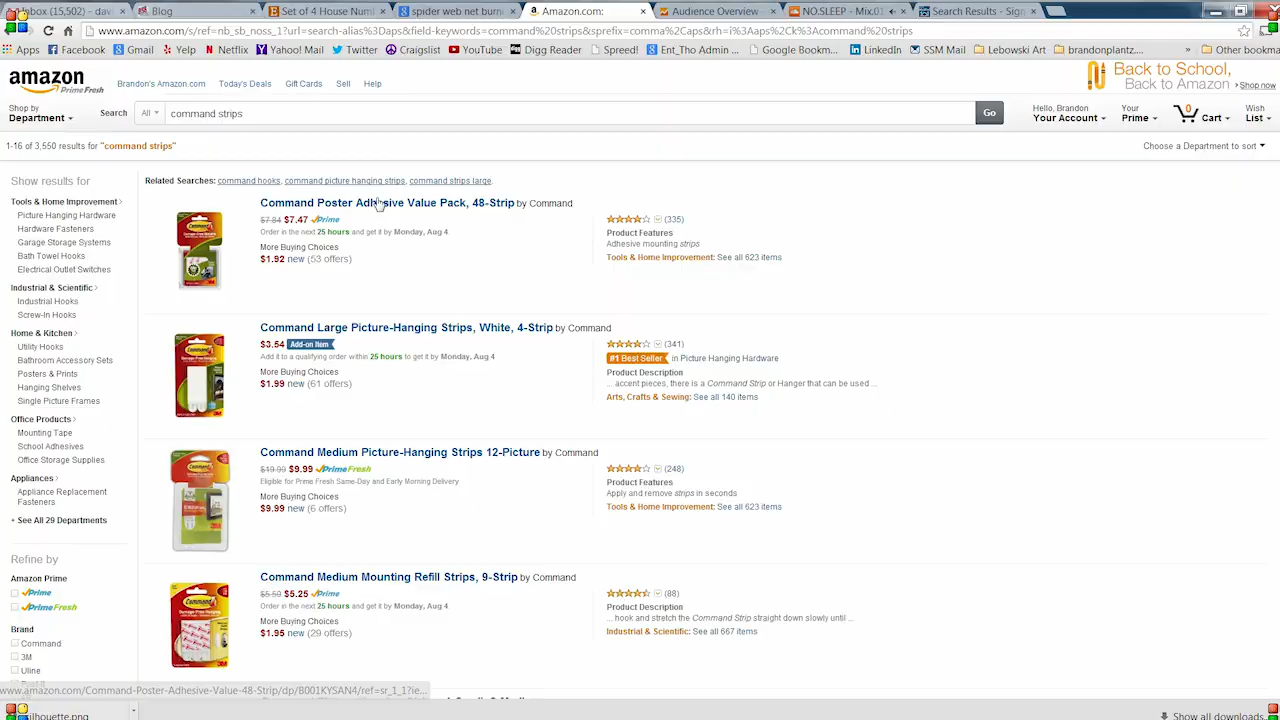 Inbox (15,502) - dav
Blog
Set of 4 House Num
spider web net burne
Amazon.com:
Audience Overview
NO.SLEEP - Mix.01
Search Results - Sig
www.amazon.com/s/ref=nb_sb_noss_1?url=search-alias%3Daps&field-keywords=command%20strips&sprefix=comma%2Caps&rh=i%3Aaps%2Ck%3Acommand%20strips
Apps
Facebook
Gmail
Yelp
Netflix
Yahoo! Mail
Twitter
Craigslist
YouTube
Digg Reader
Spreed!
Ent_Tho Admin ...
Google Bookm...
LinkedIn
SSM Mail
Lebowski Art
brandonplantz...
»
Other bookma
amazon
PrimeFresh
Brandon's Amazon.com
Today's Deals
Gift Cards
Sell
Help
Back to School,
Back to Amazon
Shop now
Shop by
Department
Search
All
command strips
Go
Hello, Brandon
Your Account
Your
Prime
0
Cart
Wish
List
1-16 of 3,550 results for "command strips"
Choose a Department to sort
Show results for
Tools & Home Improvement
Picture Hanging Hardware
Hardware Fasteners
Garage Storage Systems
Bath Towel Hooks
Electrical Outlet Switches
Industrial & Scientific
Industrial Hooks
Screw-In Hooks
Home & Kitchen
Utility Hooks
Bathroom Accessory Sets
Posters & Prints
Hanging Shelves
Single Picture Frames
Office Products
Mounting Tape
School Adhesives
Office Storage Supplies
Appliances
Appliance Replacement
Fasteners
+ See All 29 Departments
Refine by
Amazon Prime
Prime
PrimeFresh
Brand
Command
3M
Uline
Related Searches: command hooks, command picture hanging strips, command strips large.
Command Poster Adhesive Value Pack, 48-Strip by Command
$7.84 $7.47 Prime
Order in the next 25 hours and get it by Monday, Aug 4.
More Buying Choices
$1.92 new (53 offers)
(335)
Product Features
Adhesive mounting strips
Tools & Home Improvement: See all 623 items
Command
Command Large Picture-Hanging Strips, White, 4-Strip by Command
$3.54 Add-on Item
Add it to a qualifying order within 25 hours to get it by Monday, Aug 4
More Buying Choices
$1.99 new (61 offers)
(341)
#1 Best Seller in Picture Hanging Hardware
Product Description
... accent pieces, there is a Command Strip or Hanger that can be used ...
Arts, Crafts & Sewing: See all 140 items
Command
3M
Command Medium Picture-Hanging Strips 12-Picture by Command
$19.99 $9.99 PrimeFresh
Eligible for Prime Fresh Same-Day and Early Morning Delivery
More Buying Choices
$9.99 new (6 offers)
(248)
Product Features
Apply and remove strips in seconds
Tools & Home Improvement: See all 623 items
Command
Command Medium Mounting Refill Strips, 9-Strip by Command
$5.50 $5.25 Prime
Order in the next 25 hours and get it by Monday, Aug 4.
More Buying Choices
$1.95 new (29 offers)
(88)
Product Description
... hook and stretch the Command Strip straight down slowly until ...
Industrial & Scientific: See all 667 items
Command
3M
www.amazon.com/Command-Poster-Adhesive-Value-48-Strip/dp/B001KYSAN4/ref=sr_1_1?ie...
silhouette.png
Show all downloads